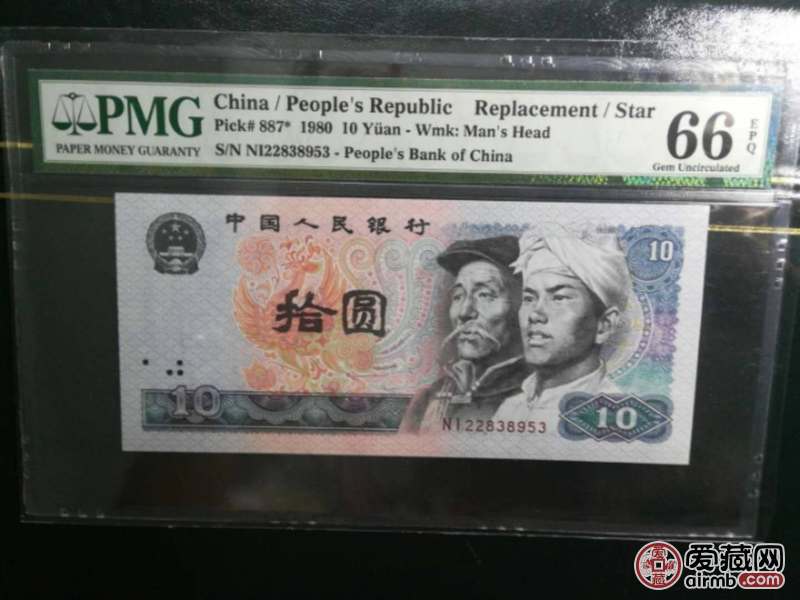 PMG
PAPER MONEY GUARANTY
China / People's Republic Replacement / Star
Pick# 887* 1980 10 Yüan - Wmk: Man's Head
S/N NI22838953 - People's Bank of China
66
EPQ
Gem Uncirculated
中国人民银行
10
拾圆
10
NI22838953
10
爱藏网
airmb.com